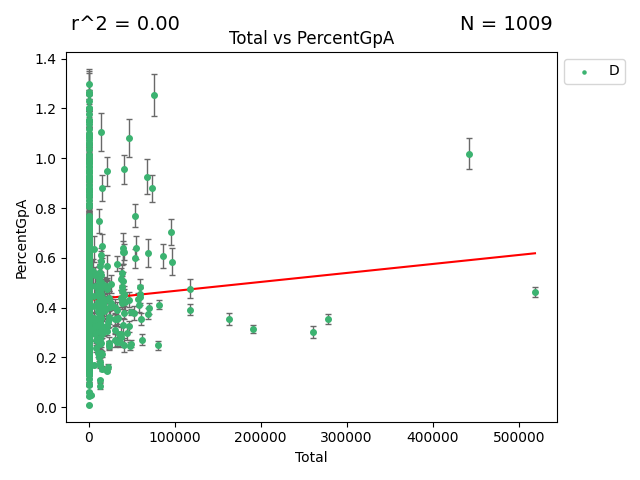 r^2 = 0.00
N = 1009
Total vs PercentGpA
D
PercentGpA
1.4
1.2
1.0
0.8
0.6
0.4
0.2
0.0
0 100000 200000 300000 400000 500000
Total